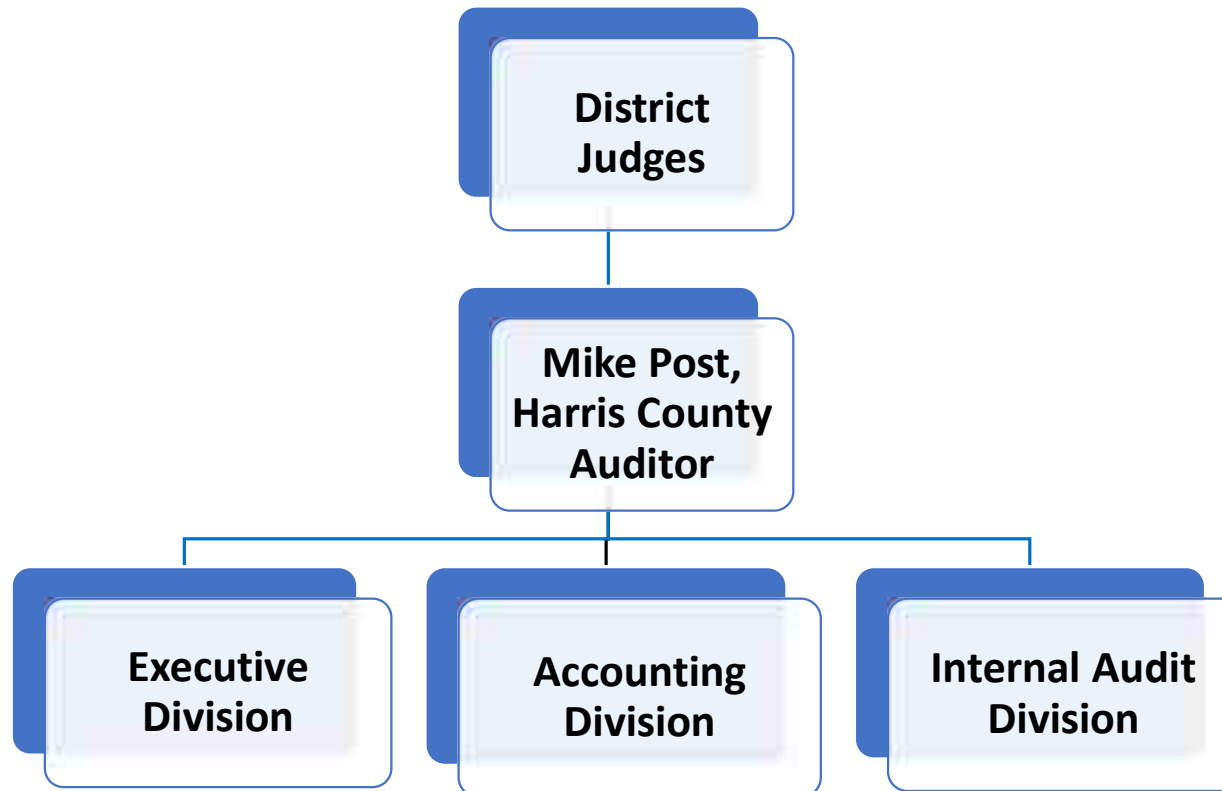 District
Judges
Mike Post,
Harris County
Auditor
Executive
Division
Accounting
Division
Internal Audit
Division